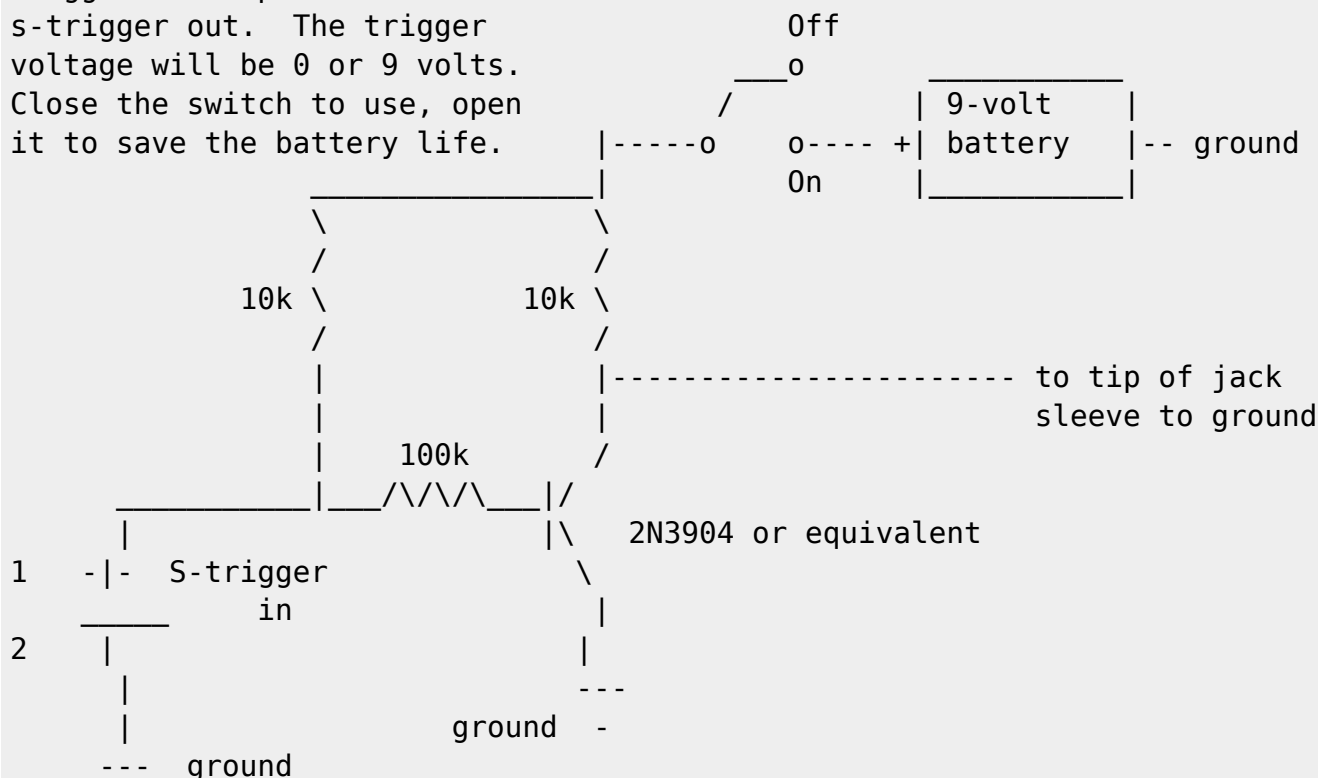 s-trigger out. The trigger Off
voltage will be 0 or 9 volts.
Close the switch to use, open 9-volt
it to save the battery life. + battery ground
On
10k 10k
to tip of jack
sleeve to ground
100k
2N3904 or equivalent
1 S-trigger
in
2
ground
ground